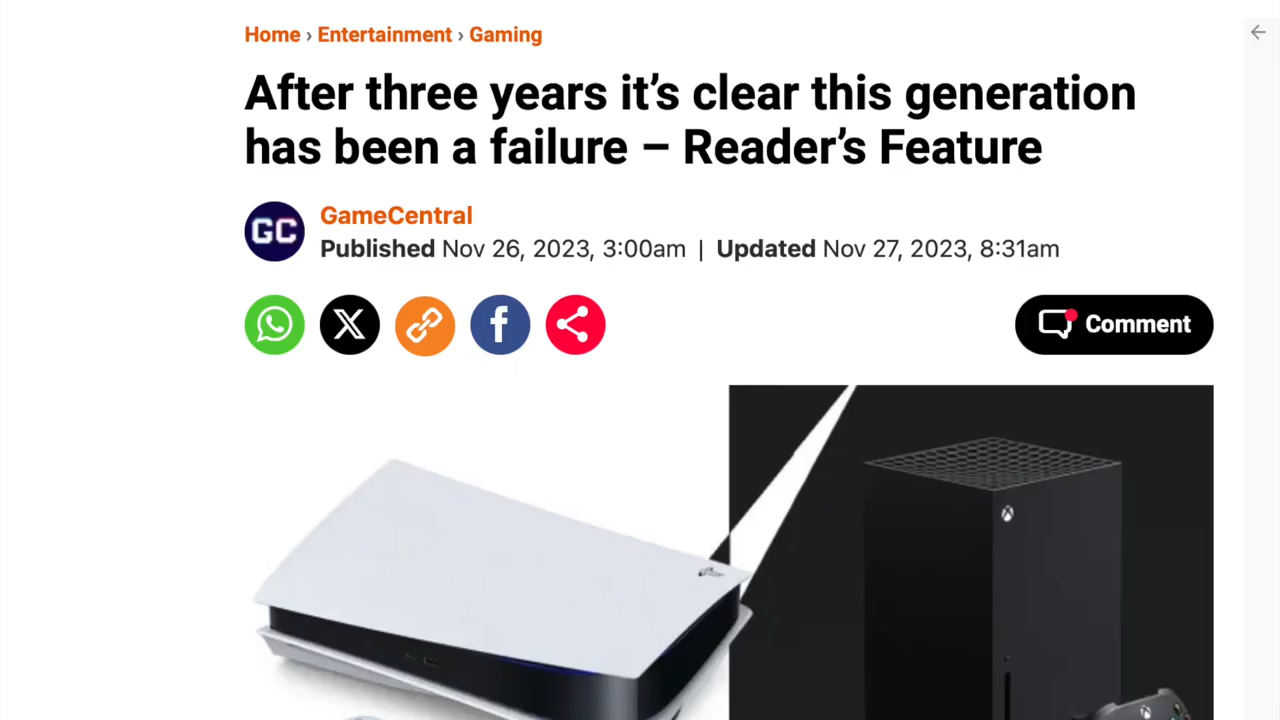 Home › Entertainment › Gaming
After three years it’s clear this generation
has been a failure – Reader’s Feature
GC
GameCentral
Published Nov 26, 2023, 3:00am | Updated Nov 27, 2023, 8:31am
Comment